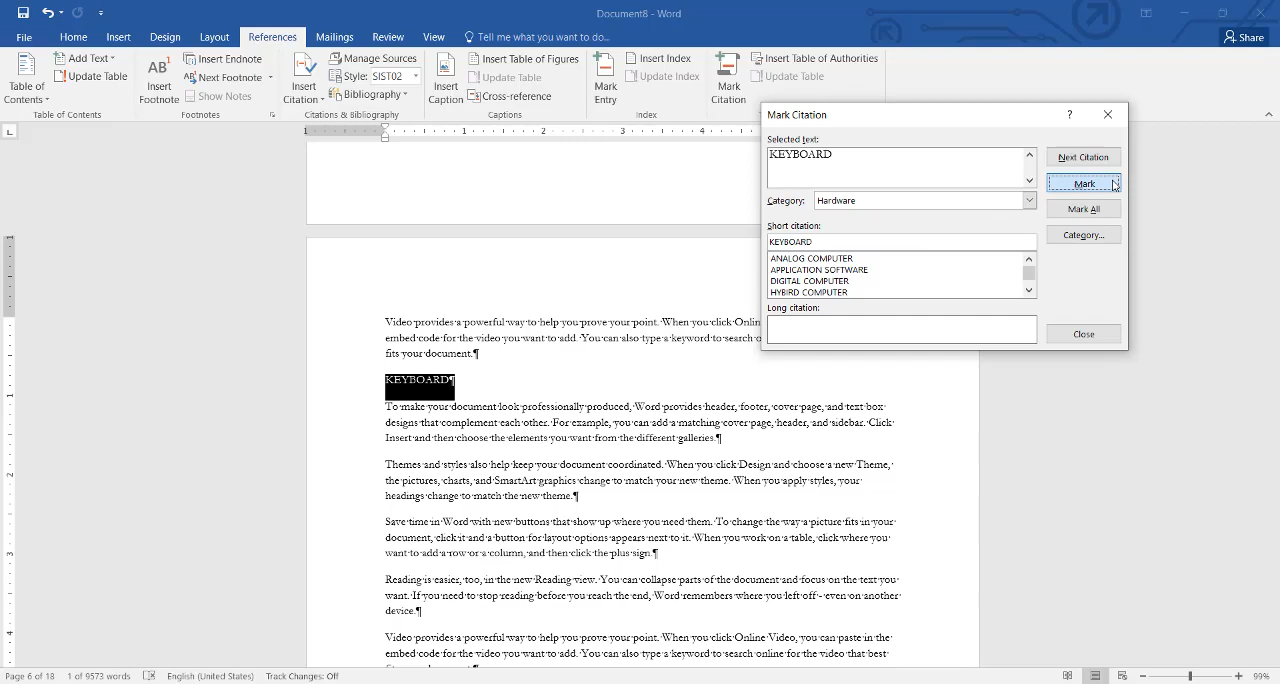 Document8 - Word
File Home Insert Design Layout References Mailings Review View Tell me what you want to do... Share
Table of Contents
Add Text
Update Table
Table of Contents
AB1 Insert Footnote
Insert Endnote
AB1 Next Footnote
Show Notes
Footnotes
Insert Citation
Manage Sources
Style: SIST02
Bibliography
Citations & Bibliography
Insert Caption
Insert Table of Figures
Update Table
Cross-reference
Captions
Mark Entry
Insert Index
Update Index
Index
Mark Citation
Insert Table of Authorities
Update Table
1 1 2 3 4
Mark Citation ?
Selected text:
KEYBOARD
Next Citation
Mark
Category: Hardware
Mark All
Short citation:
Category...
KEYBOARD
ANALOG COMPUTER
APPLICATION SOFTWARE
DIGITAL COMPUTER
HYBIRD COMPUTER
Long citation:
Close
1
1
2
3
4
Video·provides·a·powerful·way·to·help·you·prove·your·point.·When·you·click·Onlin
embed·code·for·the·video·you·want·to·add.·You·can·also·type·a·keyword·to·search·o
fits·your·document.¶
KEYBOARD¶
To·make·your·document·look·professionally·produced,·Word·provides·header,·footer,·cover·page,·and·text·box·
designs·that·complement·each·other.·For·example,·you·can·add·a·matching·cover·page,·header,·and·sidebar.·Click·
Insert·and·then·choose·the·elements·you·want·from·the·different·galleries.¶
Themes·and·styles·also·help·keep·your·document·coordinated.·When·you·click·Design·and·choose·a·new·Theme,·
the·pictures,·charts,·and·SmartArt·graphics·change·to·match·your·new·theme.·When·you·apply·styles,·your·
headings·change·to·match·the·new·theme.¶
Save·time·in·Word·with·new·buttons·that·show·up·where·you·need·them.·To·change·the·way·a·picture·fits·in·your·
document,·click·it·and·a·button·for·layout·options·appears·next·to·it.·When·you·work·on·a·table,·click·where·you·
want·to·add·a·row·or·a·column,·and·then·click·the·plus·sign.¶
Reading·is·easier,·too,·in·the·new·Reading·view.·You·can·collapse·parts·of·the·document·and·focus·on·the·text·you·
want.·If·you·need·to·stop·reading·before·you·reach·the·end,·Word·remembers·where·you·left·off·-·even·on·another·
device.¶
Video·provides·a·powerful·way·to·help·you·prove·your·point.·When·you·click·Online·Video,·you·can·paste·in·the·
embed·code·for·the·video·you·want·to·add.·You·can·also·type·a·keyword·to·search·online·for·the·video·that·best·
Page 6 of 18 1 of 9573 words English (United States) Track Changes: Off 99%